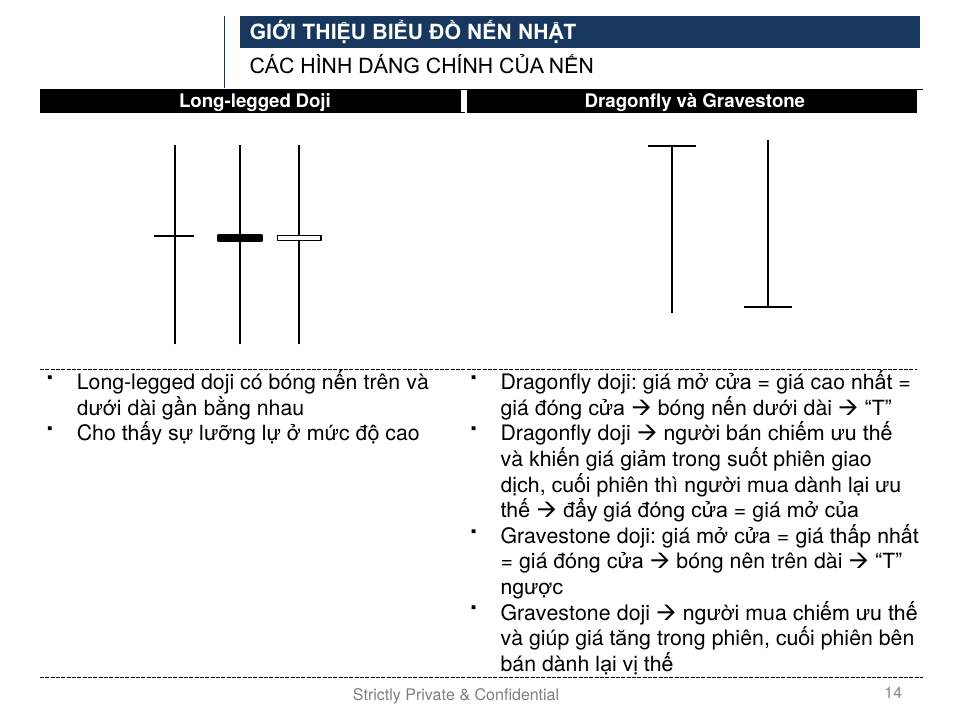 GIỚI THIỆU BIỂU ĐỒ NẾN NHẬT
CÁC HÌNH DÁNG CHÍNH CỦA NẾN
Long-legged Doji
Dragonfly và Gravestone
▪ Long-legged doji có bóng nến trên và
dưới dài gần bằng nhau
▪ Cho thấy sự lưỡng lự ở mức độ cao
▪ Dragonfly doji: giá mở cửa = giá cao nhất =
giá đóng cửa → bóng nến dưới dài → “T”
▪ Dragonfly doji → người bán chiếm ưu thế
và khiến giá giảm trong suốt phiên giao
dịch, cuối phiên thì người mua dành lại ưu
thế → đẩy giá đóng cửa = giá mở của
▪ Gravestone doji: giá mở cửa = giá thấp nhất
= giá đóng cửa → bóng nên trên dài → “T”
ngược
▪ Gravestone doji → người mua chiếm ưu thế
và giúp giá tăng trong phiên, cuối phiên bên
bán dành lại vị thế
Strictly Private & Confidential
14